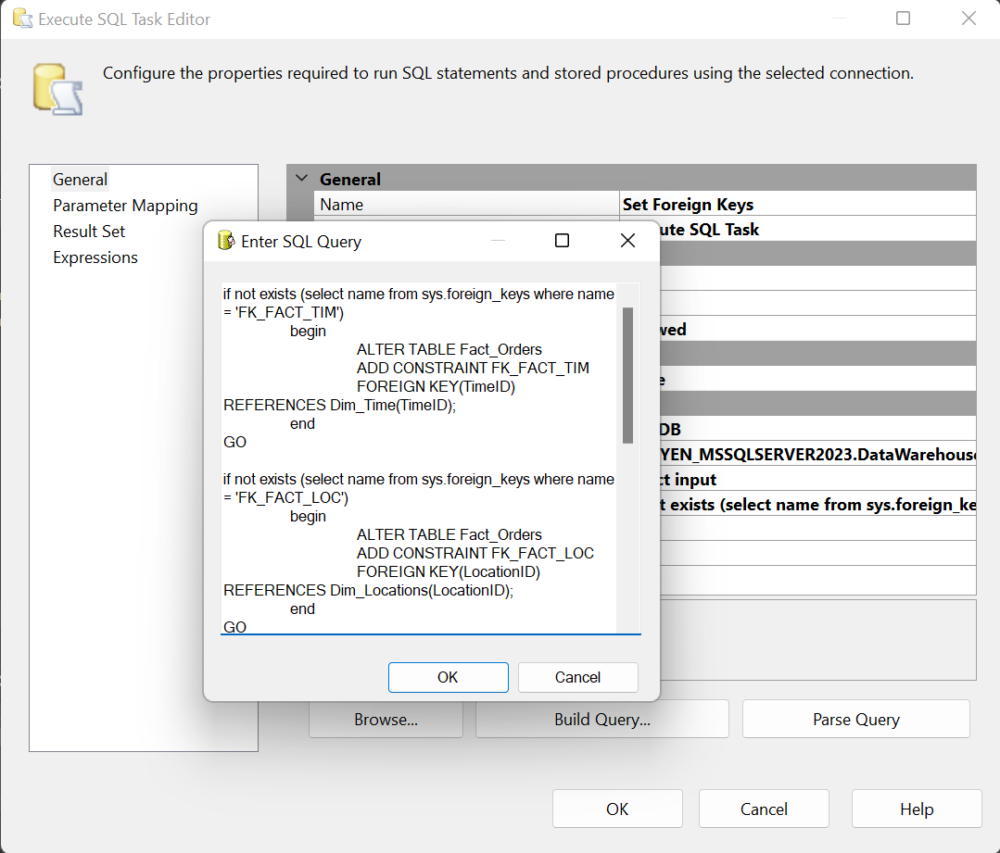 Execute SQL Task Editor
Configure the properties required to run SQL statements and stored procedures using the selected connection.
General
Parameter Mapping
Result Set
Expressions
General
Name
Set Foreign Keys
SQL Task
Enter SQL Query
if not exists (select name from sys.foreign_keys where name
= 'FK_FACT_TIM')
begin
ALTER TABLE Fact_Orders
ADD CONSTRAINT FK_FACT_TIM
FOREIGN KEY(TimeID)
REFERENCES Dim_Time(TimeID);
end
GO
if not exists (select name from sys.foreign_keys where name
= 'FK_FACT_LOC')
begin
ALTER TABLE Fact_Orders
ADD CONSTRAINT FK_FACT_LOC
FOREIGN KEY(LocationID)
REFERENCES Dim_Locations(LocationID);
end
GO
OK
Cancel
DB
YEN_MSSQLSERVER2023.DataWarehouse
ct input
t exists (select name from sys.foreign_ke
Browse...
Build Query...
Parse Query
OK
Cancel
Help